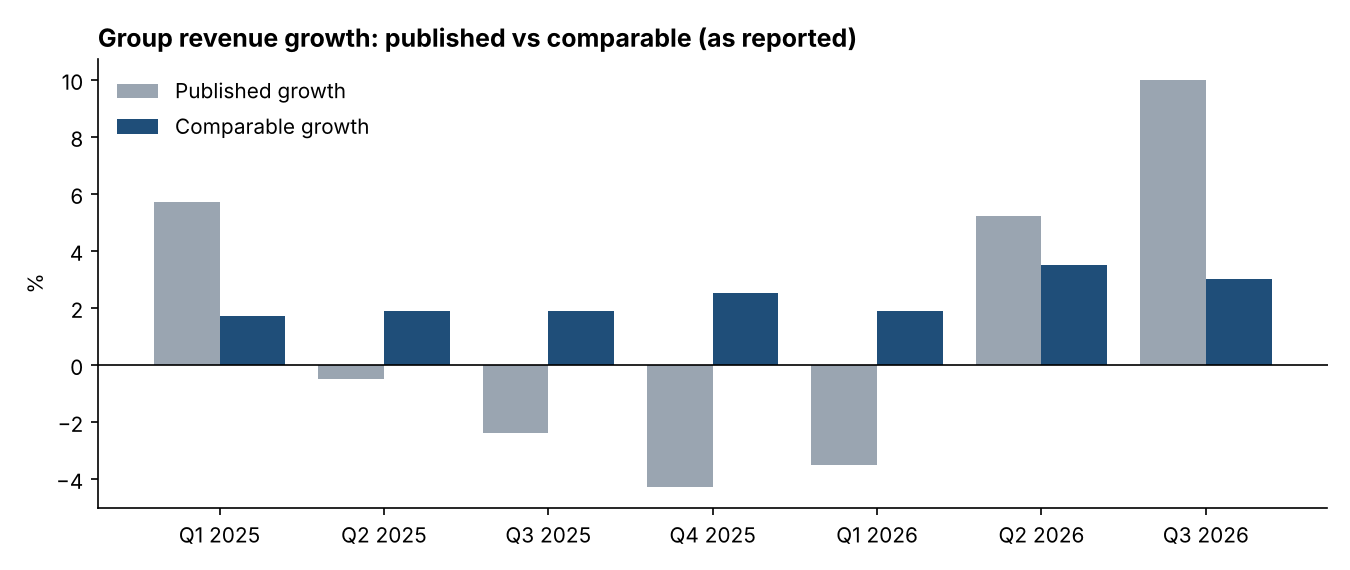 Group revenue growth: published vs comparable (as reported)
Published growth
Comparable growth
%
10
8
6
4
2
0
−2
−4
Q1 2025 Q2 2025 Q3 2025 Q4 2025 Q1 2026 Q2 2026 Q3 2026